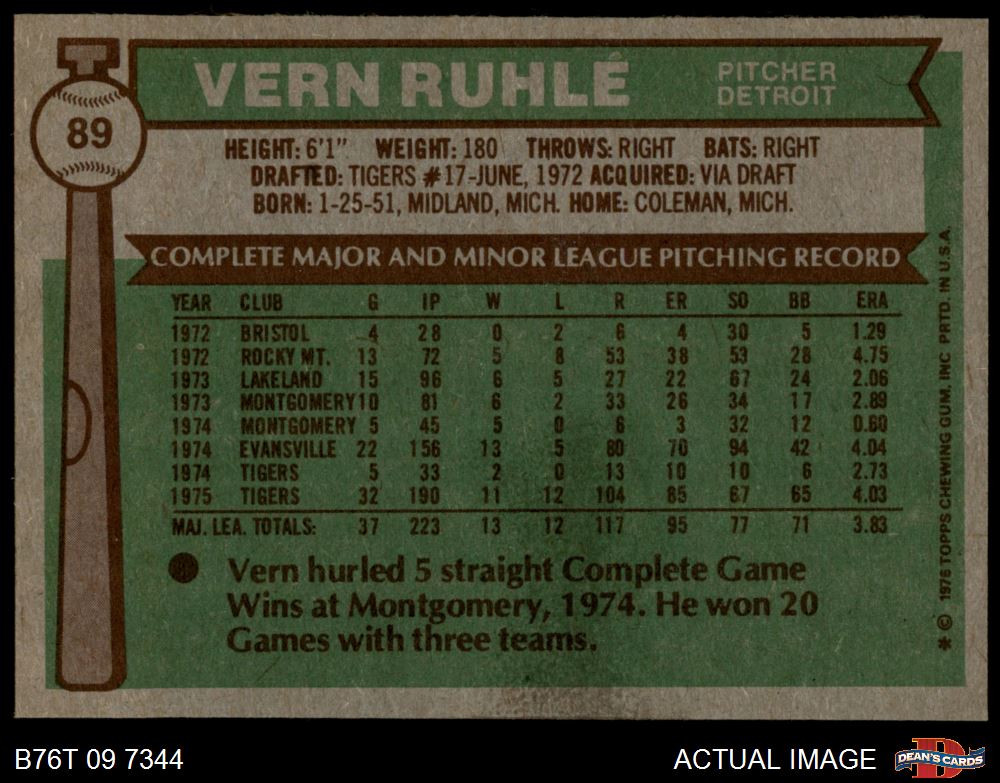 T
89
VERN RUHLÉ
PITCHER
DETROIT
HEIGHT: 6'1" WEIGHT: 180 THROWS: RIGHT BATS: RIGHT
DRAFTED: TIGERS #17-JUNE, 1972 ACQUIRED: VIA DRAFT
BORN: 1-25-51, MIDLAND, MICH. HOME: COLEMAN, MICH.
COMPLETE MAJOR AND MINOR LEAGUE PITCHING RECORD
YEAR CLUB G IP W L R ER SO BB ERA
1972 BRISTOL 4 28 0 2 6 4 30 5 1.29
1972 ROCKY MT. 13 72 5 8 53 38 53 28 4.75
1973 LAKELAND 15 96 6 5 27 22 67 24 2.06
1973 MONTGOMERY 10 81 6 2 33 26 34 17 2.89
1974 MONTGOMERY 5 45 5 0 6 3 32 12 0.60
1974 EVANSVILLE 22 156 13 5 80 70 94 42 4.04
1974 TIGERS 5 33 2 0 13 10 10 6 2.73
1975 TIGERS 32 190 11 12 104 85 67 65 4.03
MAJ. LEA. TOTALS: 37 223 13 12 117 95 77 71 3.83
Vern hurled 5 straight Complete Game
Wins at Montgomery, 1974. He won 20
Games with three teams.
* © 1976 TOPPS CHEWING GUM, INC PRTD. IN U.S.A.
B76T 09 7344
ACTUAL IMAGE
D
DEAN'S CARDS